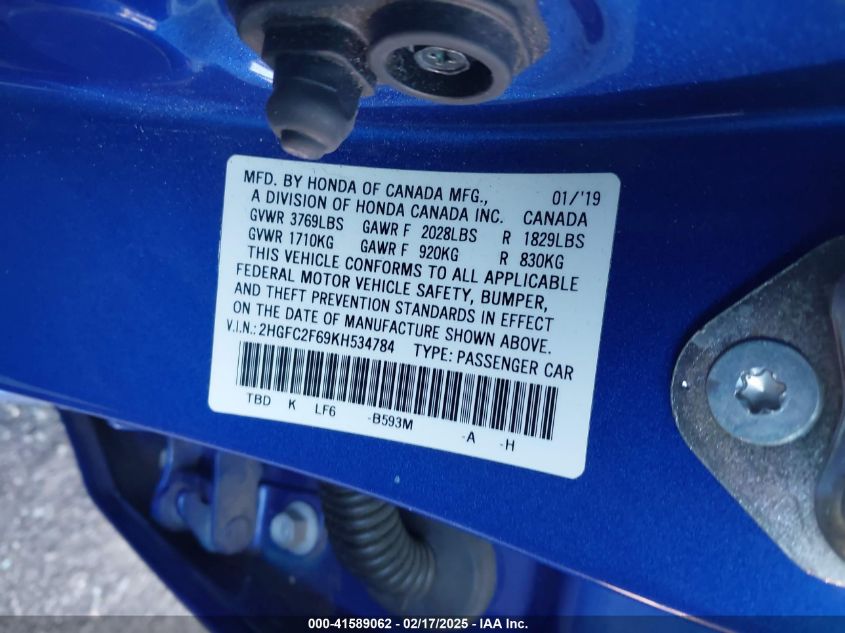 MFD. BY HONDA OF CANADA MFG., 01/'19
A DIVISION OF HONDA CANADA INC. CANADA
GVWR 3769LBS GAWR F 2028LBS R 1829LBS
GVWR 1710KG GAWR F 920KG R 830KG
THIS VEHICLE CONFORMS TO ALL APPLICABLE
FEDERAL MOTOR VEHICLE SAFETY, BUMPER,
AND THEFT PREVENTION STANDARDS IN EFFECT
ON THE DATE OF MANUFACTURE SHOWN ABOVE.
V.I.N.: 2HGFC2F69KH534784 TYPE: PASSENGER CAR
TBD K LF6 -B593M -A -H
000-41589062 - 02/17/2025 - IAA Inc.